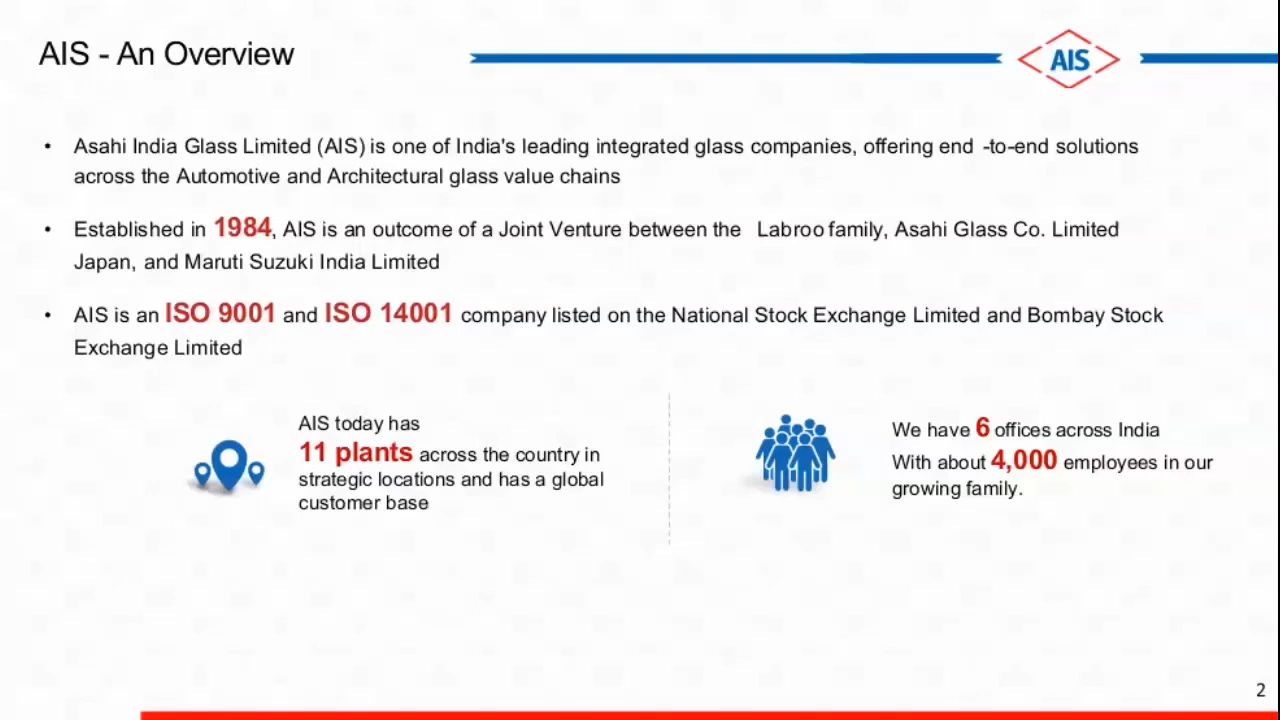 AIS - An Overview
AIS
• Asahi India Glass Limited (AIS) is one of India's leading integrated glass companies, offering end -to-end solutions
across the Automotive and Architectural glass value chains
• Established in 1984, AIS is an outcome of a Joint Venture between the Labroo family, Asahi Glass Co. Limited
Japan, and Maruti Suzuki India Limited
• AIS is an ISO 9001 and ISO 14001 company listed on the National Stock Exchange Limited and Bombay Stock
Exchange Limited
AIS today has
11 plants across the country in
strategic locations and has a global
customer base
We have 6 offices across India
With about 4,000 employees in our
growing family.
2